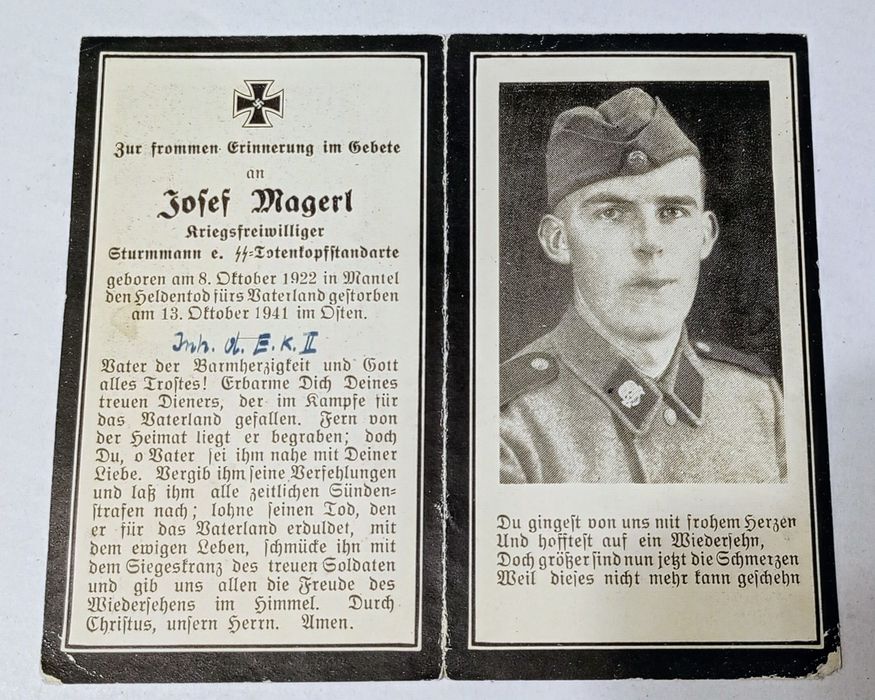 Zur frommen Erinnerung im Gebete
an
Josef Magerl
Kriegsfreiwilliger
Sturmmann e. SS-Totenkopfstandarte
geboren am 8. Oktober 1922 in Mantel
den Heldentod fürs Vaterland gestorben
am 13. Oktober 1941 im Osten.
Inh. d. E. K. II
Vater der Barmherzigkeit und Gott
alles Trostes! Erbarme Dich Deines
treuen Dieners, der im Kampfe für
das Vaterland gefallen. Fern von
der Heimat liegt er begraben; doch
Du, o Vater sei ihm nahe mit Deiner
Liebe. Vergib ihm seine Verfehlungen
und laß ihm alle zeitlichen Sünden-
strafen nach; lohne seinen Tod, den
er für das Vaterland erduldet, mit
dem ewigen Leben, schmücke ihn mit
dem Siegeskranz des treuen Soldaten
und gib uns allen die Freude des
Wiedersehens im Himmel. Durch
Christus, unsern Herrn. Amen.
Du gingest von uns mit frohem Herzen
Und hofftest auf ein Wiedersehn,
Doch größer sind nun jetzt die Schmerzen
Weil dieses nicht mehr kann geschehn